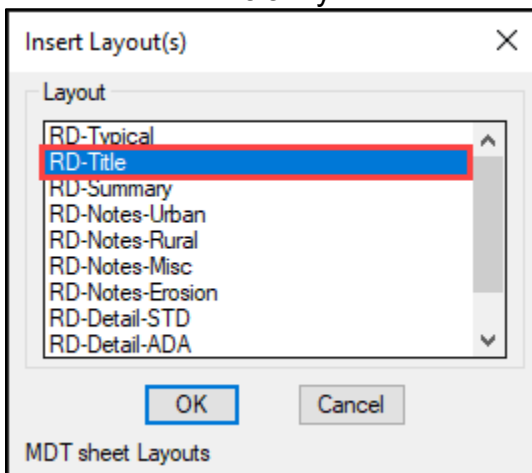 Insert Layout(s)
Layout
RD-Typical
RD-Title
RD-Summary
RD-Notes-Urban
RD-Notes-Rural
RD-Notes-Misc
RD-Notes-Erosion
RD-Detail-STD
RD-Detail-ADA
OK Cancel
MDT sheet Layouts